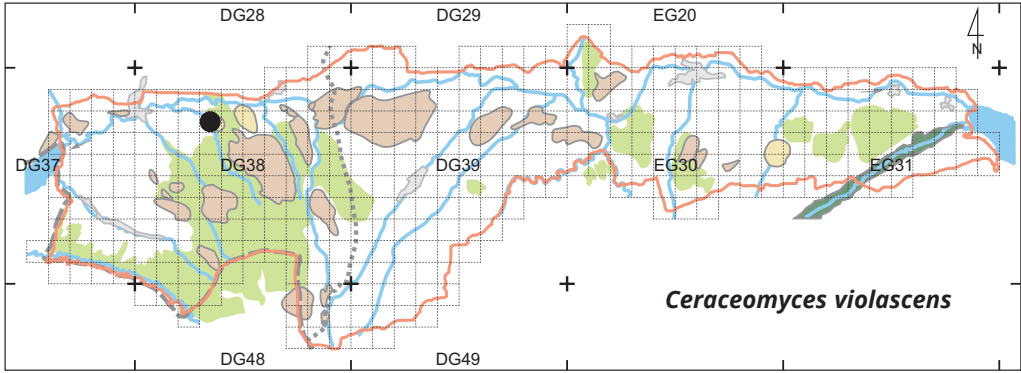 DG28
DG29
EG20
N
DG37
DG38
DG39
EG30
EG31
Ceraceomyces violascens
DG48
DG49